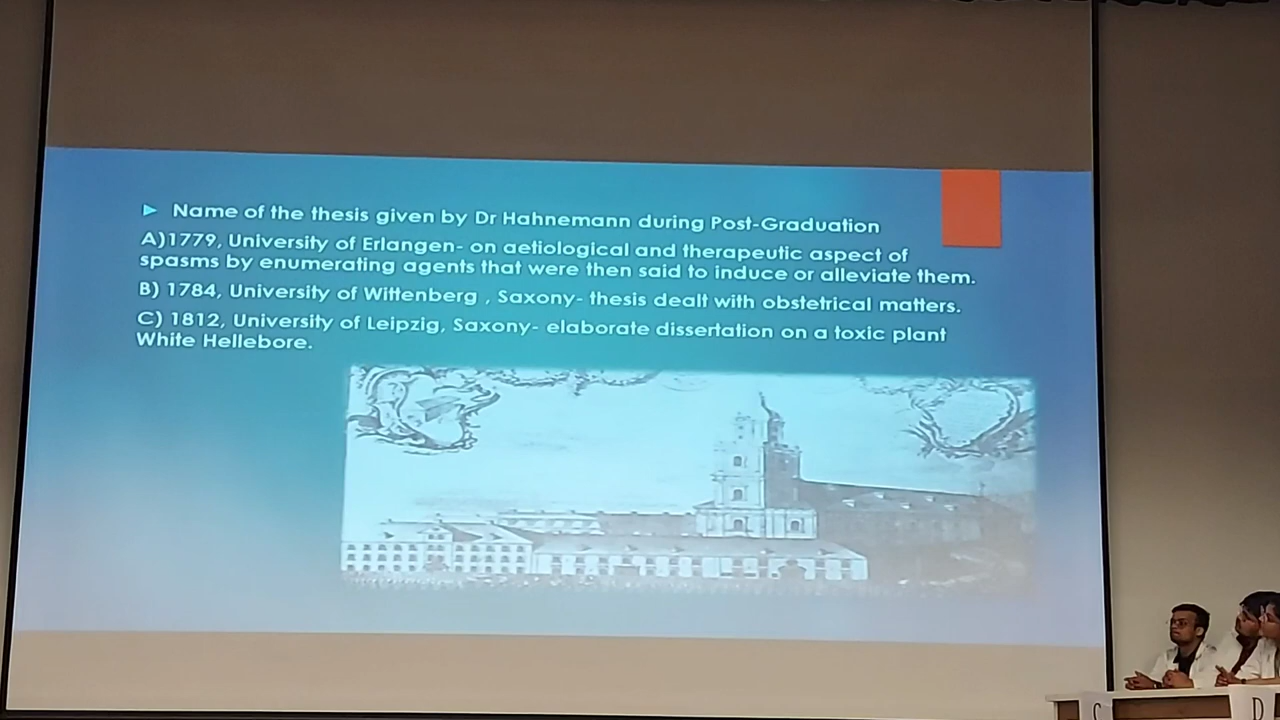 Name of the thesis given by Dr Hahnemann during Post-Graduation
A)1779, University of Erlangen- on aetiological and therapeutic aspect of
spasms by enumerating agents that were then said to induce or alleviate them.
B) 1784, University of Wittenberg , Saxony- thesis dealt with obstetrical matters.
C) 1812, University of Leipzig, Saxony- elaborate dissertation on a toxic plant
White Hellebore.
C
D